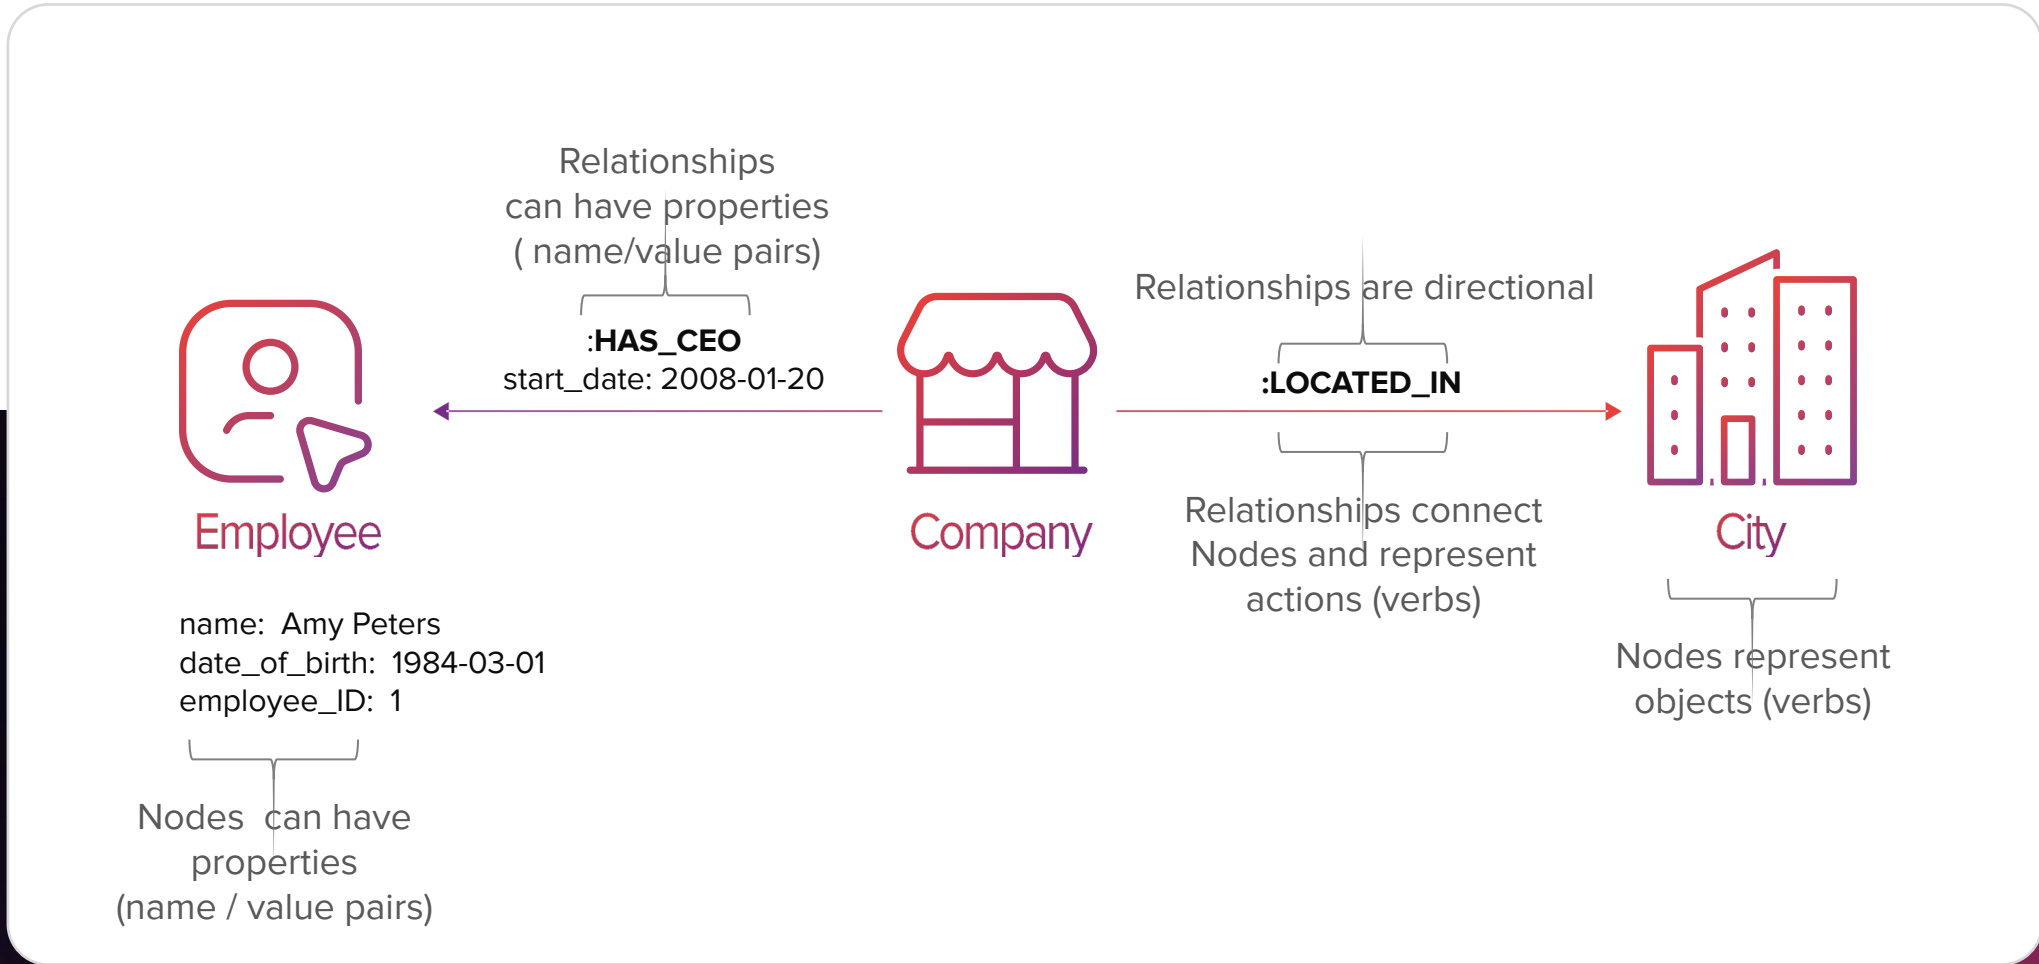 Relationships
can have properties
( name/value pairs)
:HAS_CEO
start_date: 2008-01-20
Relationships are directional
:LOCATED_IN
Relationships connect
Nodes and represent
actions (verbs)
Employee
Company
City
name: Amy Peters
date_of_birth: 1984-03-01
employee_ID: 1
Nodes represent
objects (verbs)
Nodes can have
properties
(name / value pairs)